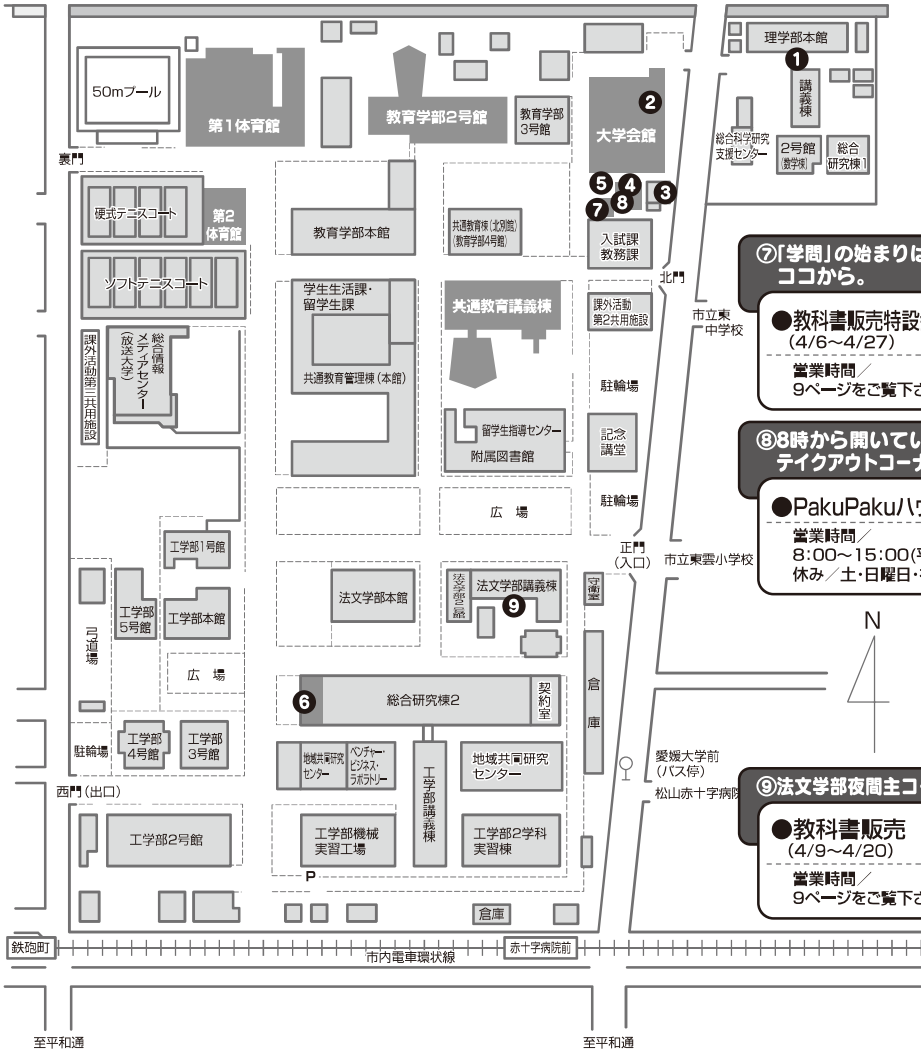 理学部本館
❶
50mプール
講義棟
第1体育館
教育学部2号館
教育学部
3号館
❷
大学会館
総合科学研究
支援センター
2号館
(数学棟)
総合
研究棟1
裏門
硬式テニスコート
第2
体育館
❺
❹
❸
❼
❽
教育学部本館
共通教育棟(北別館)
(教育学部4号館)
入試課
教務課
北門
ソフトテニスコート
学生生活課・
留学生課
共通教育講義棟
課外活動
第2共用施設
市立東
中学校
⑦「学問」の始まりは
ココから。
●教科書販売特設
(4/6〜4/27)
営業時間/
9ページをご覧下さ
課外活動第三共用施設
総合情報
メディアセンター
(放送大学)
共通教育管理棟(本館)
駐輪場
留学生指導センター
附属図書館
記念
講堂
⑧8時から開いてい
テイクアウトコーナ
●PakuPakuハウ
営業時間/
8:00〜15:00(平
休み/土・日曜日・祝
広 場
駐輪場
工学部1号館
正門
(入口)
市立東雲小学校
工学部
5号館
工学部本館
法文学部本館
法文学部2号館
法文学部講義棟
❾
守衛室
弓道場
N
広 場
❻
総合研究棟2
契約室
倉 庫
駐輪場
工学部
4号館
工学部
3号館
地域共同研究
センター
ベンチャー・
ビジネス・
ラボラトリー
工学部講義棟
地域共同研究
センター
愛媛大学前
(バス停)
松山赤十字病院
西門(出口)
⑨法文学部夜間主コー
●教科書販売
(4/9〜4/20)
営業時間/
9ページをご覧下さ
工学部2号館
工学部機械
実習工場
工学部2学科
実習棟
P
倉庫
鉄砲町
市内電車環状線
赤十字病院前
至平和通
至平和通